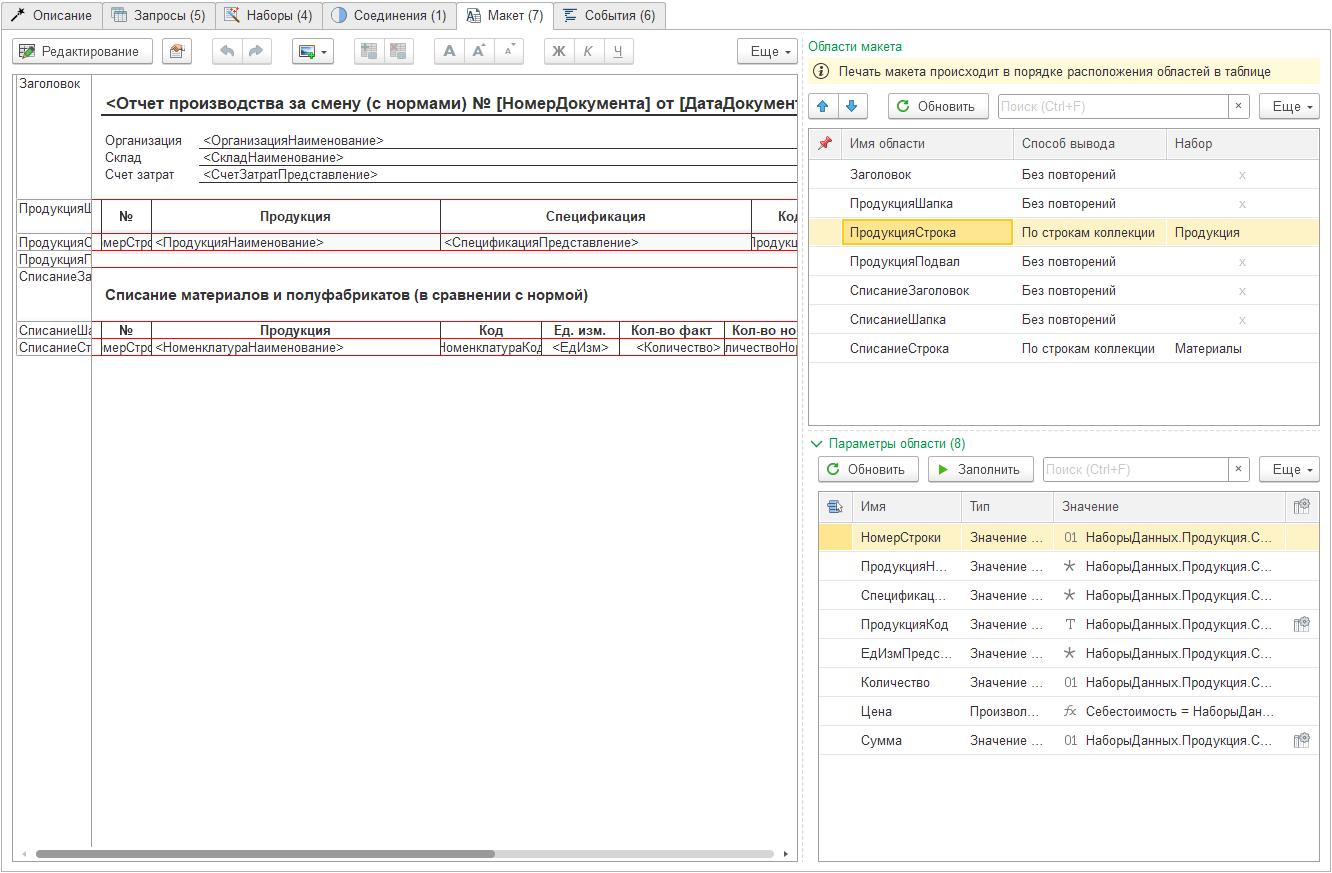 Описание Запросы (5) Наборы (4) Соединения (1) Макет (7) События (6)
Редактирование A A A Ж К Ч Еще
Заголовок
<Отчет производства за смену (с нормами) № [НомерДокумента] от [ДатаДокумент
Организация <ОрганизацияНаименование>
Склад <СкладНаименование>
Счет затрат <СчетЗатратПредставление>
ПродукцияШ № Продукция Спецификация Код
ПродукцияС мерСтро <ПродукцияНаименование> <СпецификацияПредставление> Продукц
ПродукцияП
СписаниеЗа
Списание материалов и полуфабрикатов (в сравнении с нормой)
СписаниеШа № Продукция Код Ед. изм. Кол-во факт Кол-во но
СписаниеСт мерСтро <НоменклатураНаименование> НоменклатураКод <ЕдИзм> <Количество> личествоНор
Области макета
Печать макета происходит в порядке расположения областей в таблице
Обновить Поиск (Ctrl+F) × Еще
Имя области Способ вывода Набор
Заголовок Без повторений x
ПродукцияШапка Без повторений x
ПродукцияСтрока По строкам коллекции Продукция
ПродукцияПодвал Без повторений x
СписаниеЗаголовок Без повторений x
СписаниеШапка Без повторений x
СписаниеСтрока По строкам коллекции Материалы
Параметры области (8)
Обновить Заполнить Поиск (Ctrl+F) × Еще
Имя Тип Значение
НомерСтроки Значение ... 01 НаборыДанных.Продукция.С...
ПродукцияН... Значение ... НаборыДанных.Продукция.С...
Спецификац... Значение ... НаборыДанных.Продукция.С...
ПродукцияКод Значение ... T НаборыДанных.Продукция.С...
ЕдИзмПредс... Значение ... НаборыДанных.Продукция.С...
Количество Значение ... 01 НаборыДанных.Продукция.С...
Цена Произвол... fx Себестоимость = НаборыДан...
Сумма Значение ... 01 НаборыДанных.Продукция.С...